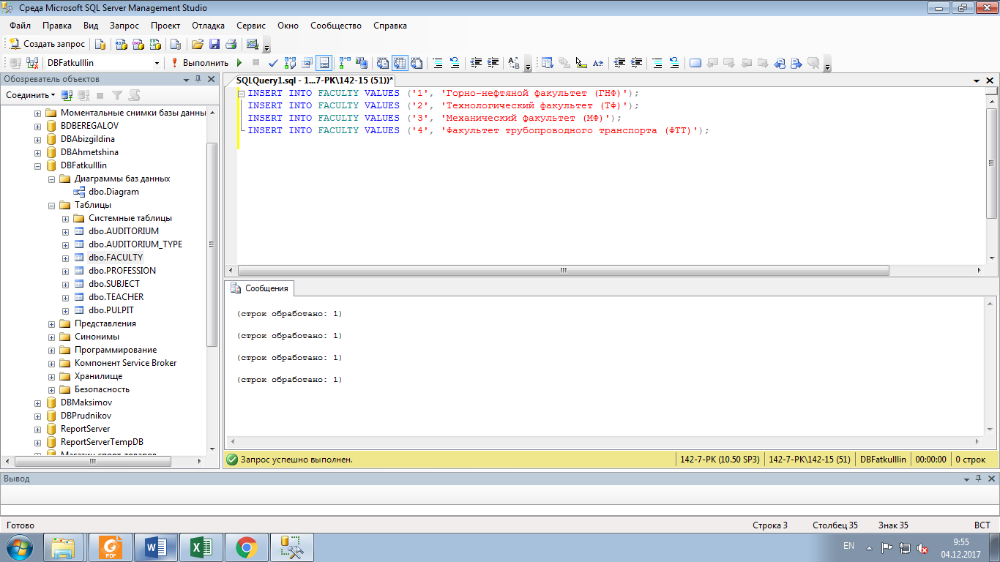 Среда Microsoft SQL Server Management Studio
Файл Правка Вид Запрос Проект Отладка Сервис Окно Сообщество Справка
Создать запрос
DBFatkulllin Выполнить
Обозреватель объектов
Соединить
Моментальные снимки базы данны
BDBEREGALOV
DBAbizgildina
DBAhmetshina
DBFatkulllin
Диаграммы баз данных
dbo.Diagram
Таблицы
Системные таблицы
dbo.AUDITORIUM
dbo.AUDITORIUM_TYPE
dbo.FACULTY
dbo.PROFESSION
dbo.SUBJECT
dbo.TEACHER
dbo.PULPIT
Представления
Синонимы
Программирование
Компонент Service Broker
Хранилище
Безопасность
DBMaksimov
DBPrudnikov
ReportServer
ReportServerTempDB
Магазин спорт-товаров
SQLQuery1.sql - 1...7-PK\142-15 (51))*
INSERT INTO FACULTY VALUES ('1', 'Горно-нефтяной факультет (ГНФ)');
INSERT INTO FACULTY VALUES ('2', 'Технологический факультет (ТФ)');
INSERT INTO FACULTY VALUES ('3', 'Механический факультет (МФ)');
INSERT INTO FACULTY VALUES ('4', 'Факультет трубопроводного транспорта (ФТТ)');
Сообщения
(строк обработано: 1)
(строк обработано: 1)
(строк обработано: 1)
(строк обработано: 1)
Запрос успешно выполнен. 142-7-PK (10.50 SP3) 142-7-PK\142-15 (51) DBFatkulllin 00:00:00 0 строк
Вывод
Готово Строка 3 Столбец 35 Знак 35 ВСТ
PDF
EN
9:55
04.12.2017